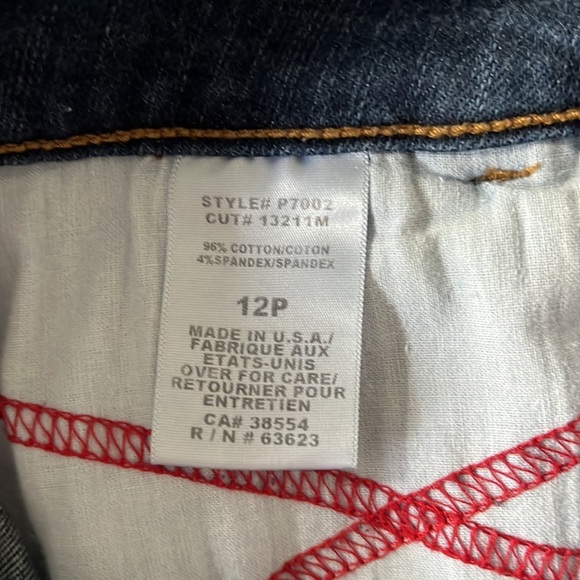 STYLE# P7002
CUT# 13211M
96% COTTON/COTON
4%SPANDEX/SPANDEX
12P
MADE IN U.S.A./
FABRIQUE AUX
ETATS-UNIS
OVER FOR CARE/
RETOURNER POUR
ENTRETIEN
CA# 38554
R / N # 63623